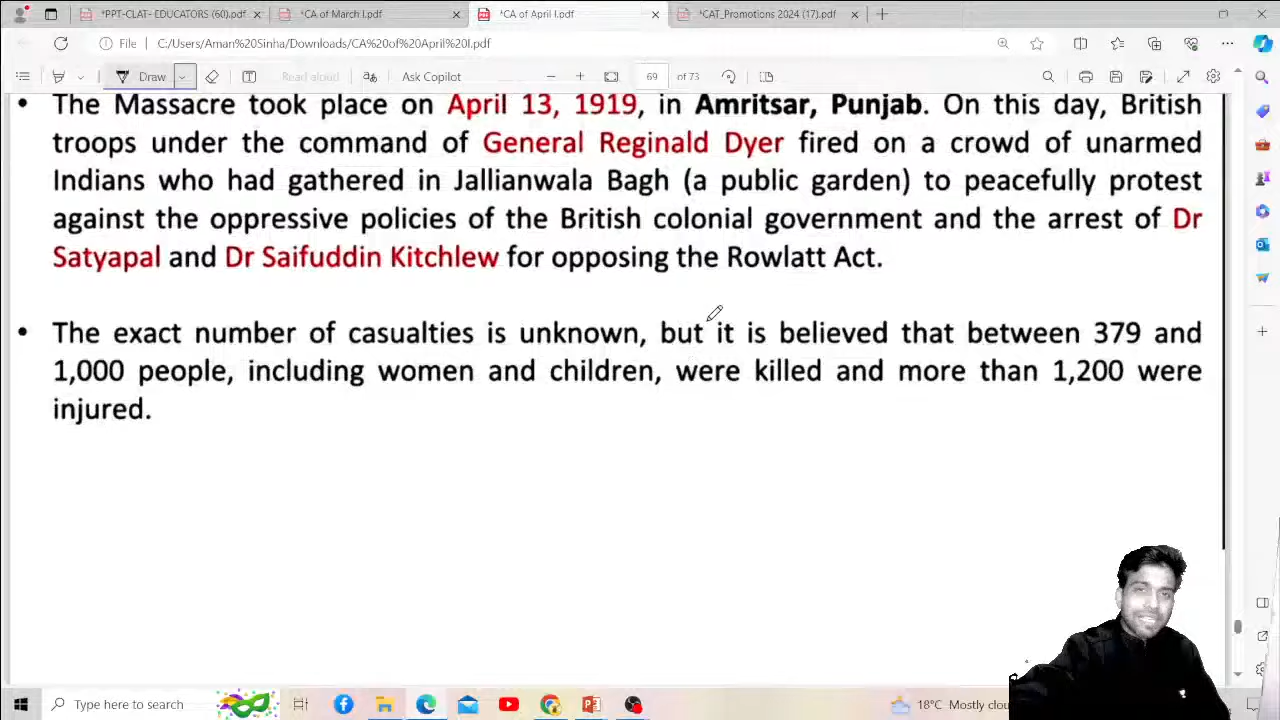 *PPT-CLAT- EDUCATORS (60).pdf
*CA of March I.pdf
*CA of April I.pdf
*CAT_Promotions 2024 (17).pdf
File C:/Users/Aman%20Sinha/Downloads/CA%20of%20April%20I.pdf
Draw Read aloud Ask Copilot 69 of 73
• The Massacre took place on April 13, 1919, in Amritsar, Punjab. On this day, British
troops under the command of General Reginald Dyer fired on a crowd of unarmed
Indians who had gathered in Jallianwala Bagh (a public garden) to peacefully protest
against the oppressive policies of the British colonial government and the arrest of Dr
Satyapal and Dr Saifuddin Kitchlew for opposing the Rowlatt Act.
• The exact number of casualties is unknown, but it is believed that between 379 and
1,000 people, including women and children, were killed and more than 1,200 were
injured.
Type here to search
18°C Mostly clou